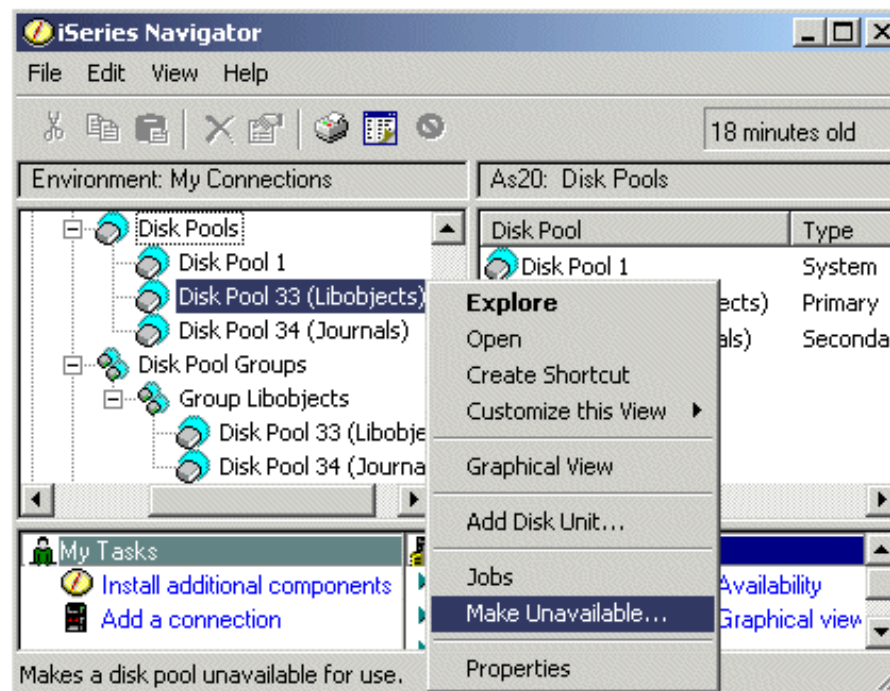 iSeries Navigator
File Edit View Help
18 minutes old
Environment: My Connections
As20: Disk Pools
Disk Pools
Disk Pool 1
Disk Pool 33 (Libobjects)
Disk Pool 34 (Journals)
Disk Pool Groups
Group Libobjects
Disk Pool 33 (Libobje
Disk Pool 34 (Journa
Disk Pool Type
Disk Pool 1 System
ects) Primary
als) Seconda
Explore
Open
Create Shortcut
Customize this View
Graphical View
Add Disk Unit...
Jobs
Make Unavailable...
Properties
My Tasks
Install additional components
Add a connection
Availability
Graphical view
Makes a disk pool unavailable for use.